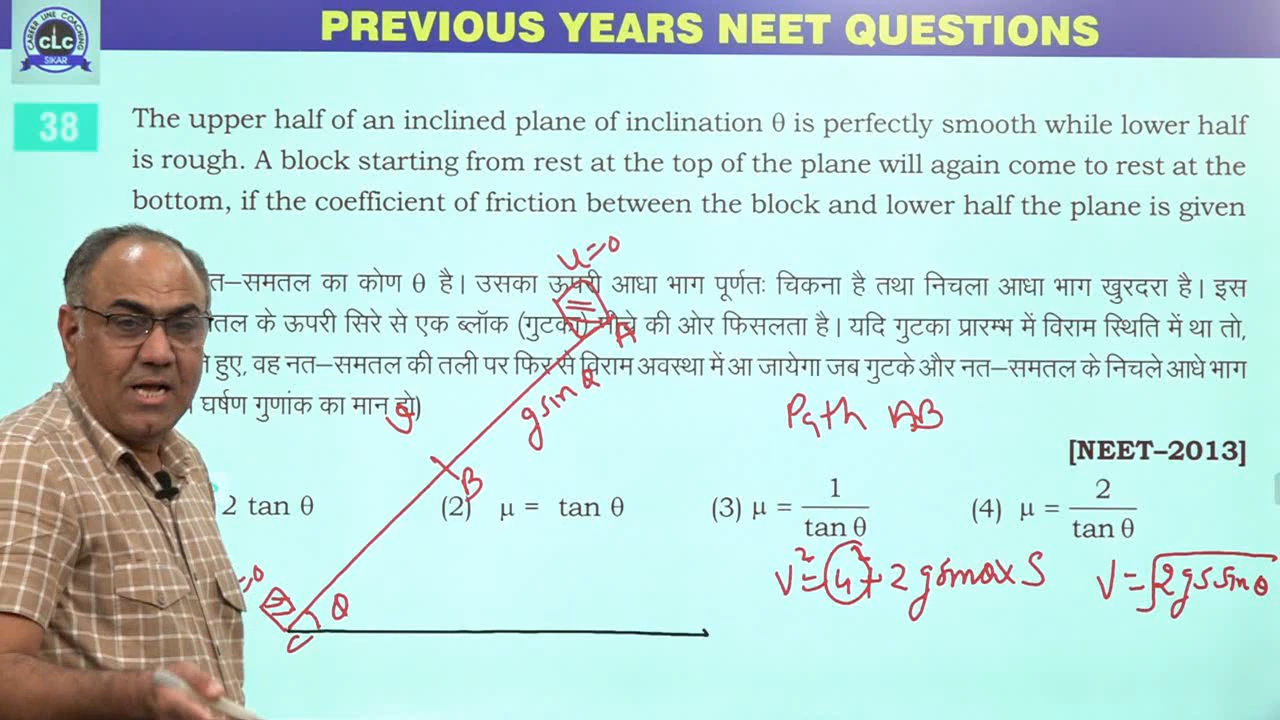 CAREER LINE COACHING
CLC
SIKAR
PREVIOUS YEARS NEET QUESTIONS
38
The upper half of an inclined plane of inclination θ is perfectly smooth while lower half
is rough. A block starting from rest at the top of the plane will again come to rest at the
bottom, if the coefficient of friction between the block and lower half the plane is given
u=0
त–समतल का कोण θ है। उसका ऊपरी आधा भाग पूर्णतः चिकना है तथा निचला आधा भाग खुरदरा है। इस
तल के ऊपरी सिरे से एक ब्लॉक (गुटका) नीचे की ओर फिसलता है। यदि गुटका प्रारम्भ में विराम स्थिति में था तो,
A
हुए, वह नत–समतल की तली पर फिर से विराम अवस्था में आ जायेगा जब गुटके और नत–समतल के निचले आधे भाग
घर्षण गुणांक का मान हो)
g sin θ
Path AB
[NEET–2013]
B
2 tan θ (2) μ = tan θ (3) μ = 1/tan θ (4) μ = 2/tan θ
V² = u² + 2 g sinθ x S V = √2gs sin θ
=0
θ
C